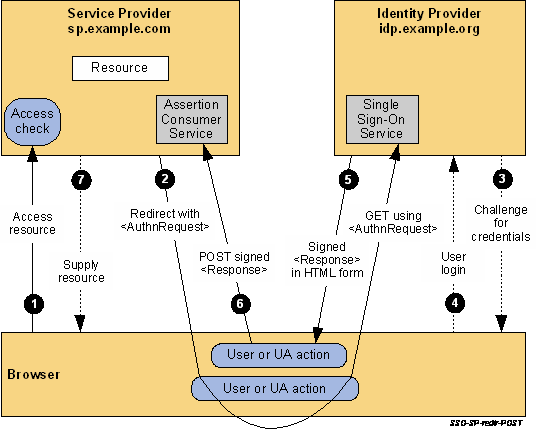 Service Provider
sp.example.com
Identity Provider
idp.example.org
Resource
Access
check
Assertion
Consumer
Service
Single
Sign-On
Service
7
2
5
3
Access
resource
Redirect with
<AuthnRequest>
GET using
<AuthnRequest>
Challenge
for
credentials
Supply
resource
POST signed
<Response>
Signed
<Response>
in HTML form
User
login
1
6
4
User or UA action
Browser
User or UA action
SSO-SP-redir-POST